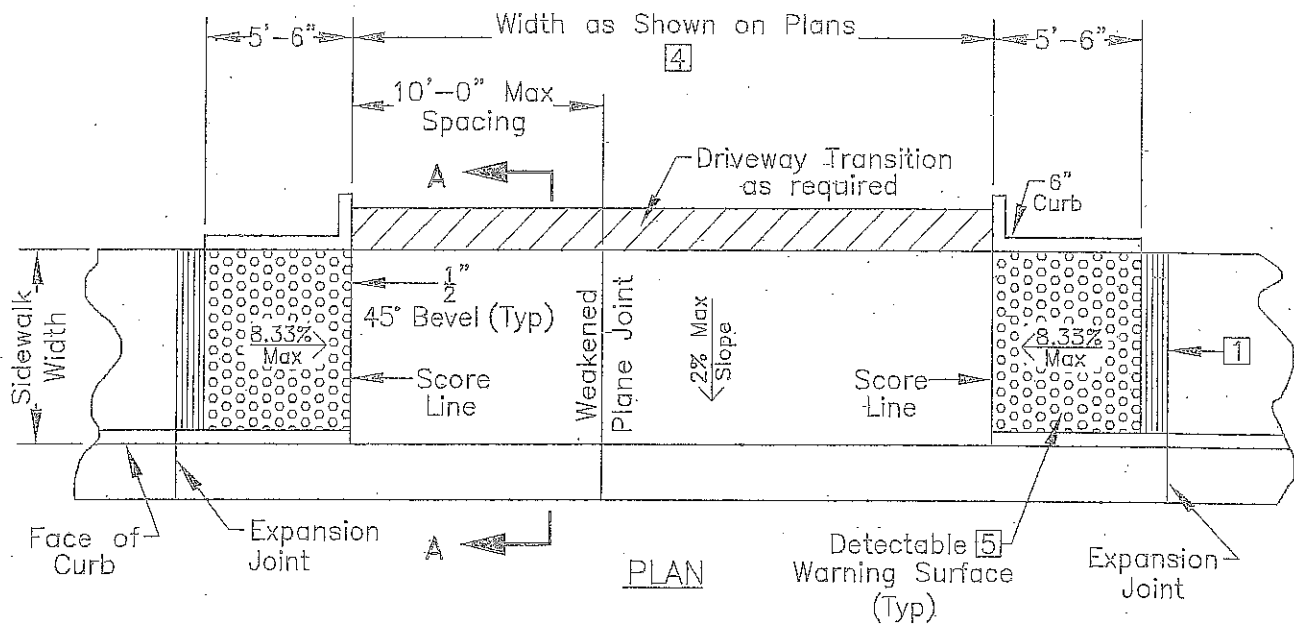 Width as Shown on Plans
5'-6"
4
5'-6"
10'-0" Max
Spacing
A
Driveway Transition
as required
6"
Curb
Sidewalk
Width
8.33%
Max
1/2"
45° Bevel (Typ)
Score
Line
Weakened
Plane Joint
2% Max
Slope
Score
Line
8.33%
Max
1
Face of
Curb
Expansion
Joint
A
PLAN
Detectable 5
Warning Surface
(Typ)
Expansion
Joint